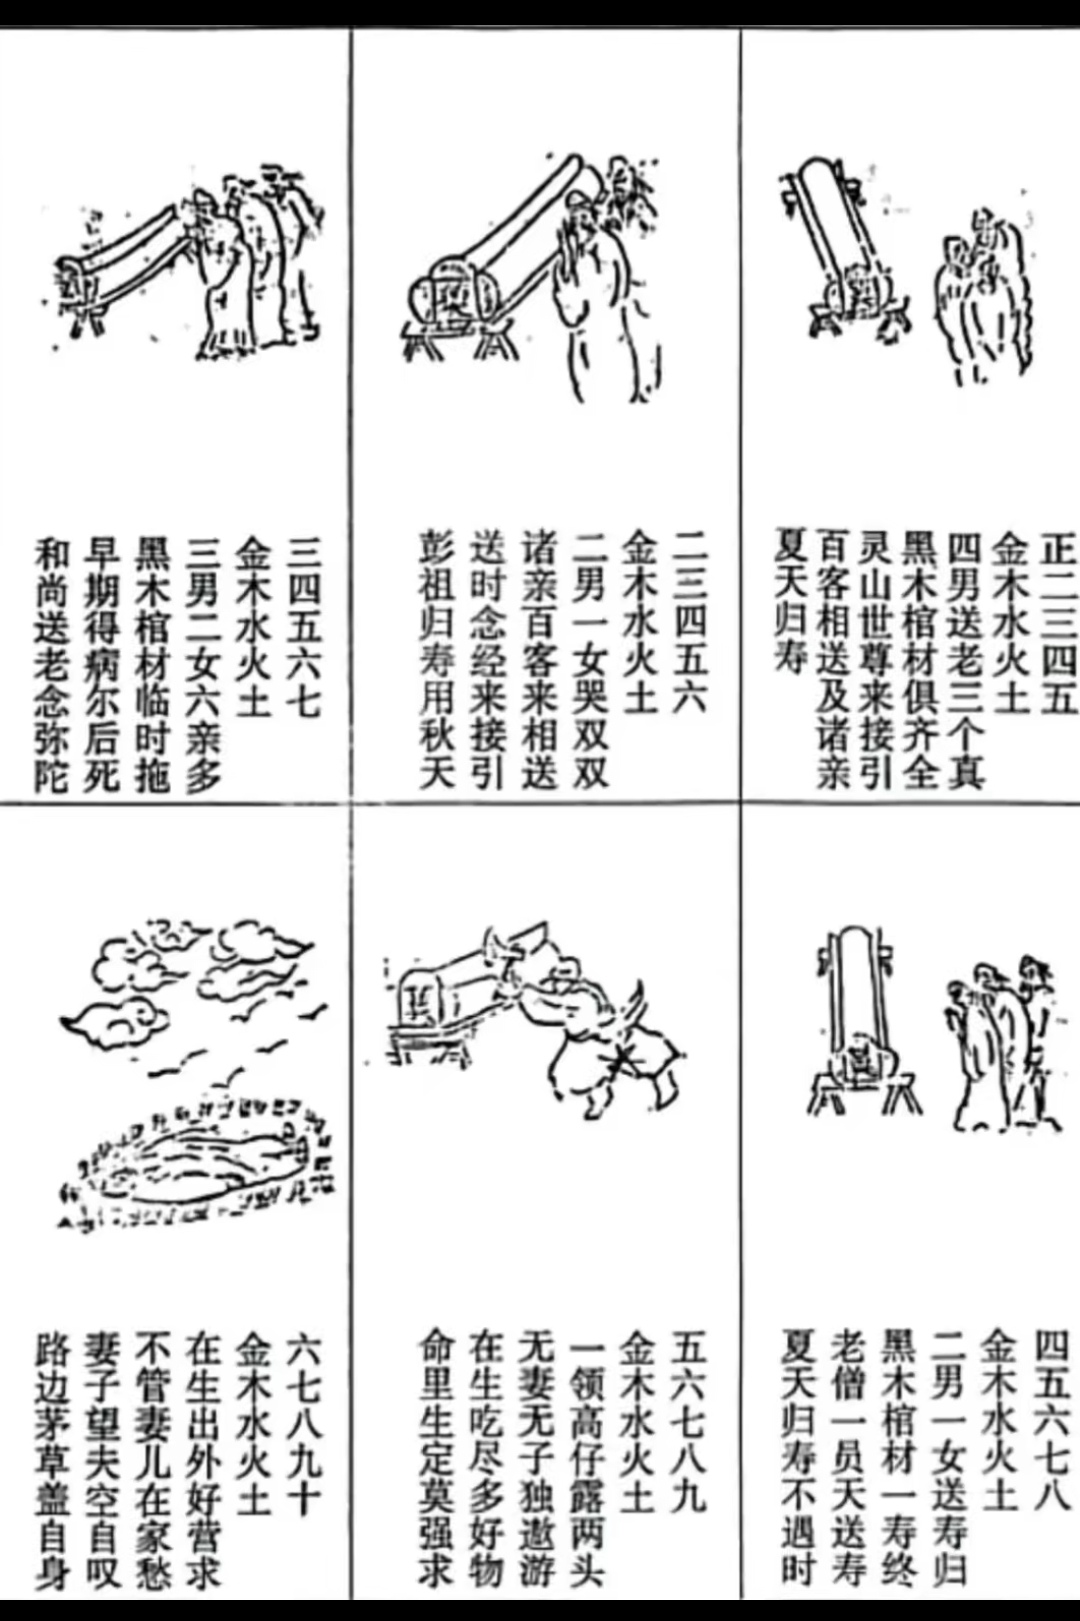 正二三四五
金木水火土
四男送老三个真
黑木棺材俱齐全
灵山世尊来接引
百客相送及诸亲
夏天归寿
二三四五六
金木水火土
二男一女哭双双
诸亲百客来相送
送时念经来接引
彭祖归寿用秋天
三四五六七
金木水火土
三男二女六亲多
黑木棺材临时拖
早期得病尔后死
和尚送老念弥陀
四五六七八
金木水火土
二男一女送寿归
黑木棺材一寿终
老僧一员天送寿
夏天归寿不遇时
五六七八九
金木水火土
一领高仔露两头
无妻无子独遨游
在生吃尽多好物
命里生定莫强求
六七八九十
金木水火土
在生出外好营求
不管妻儿在家愁
妻子望夫空自叹
路边茅草盖自身